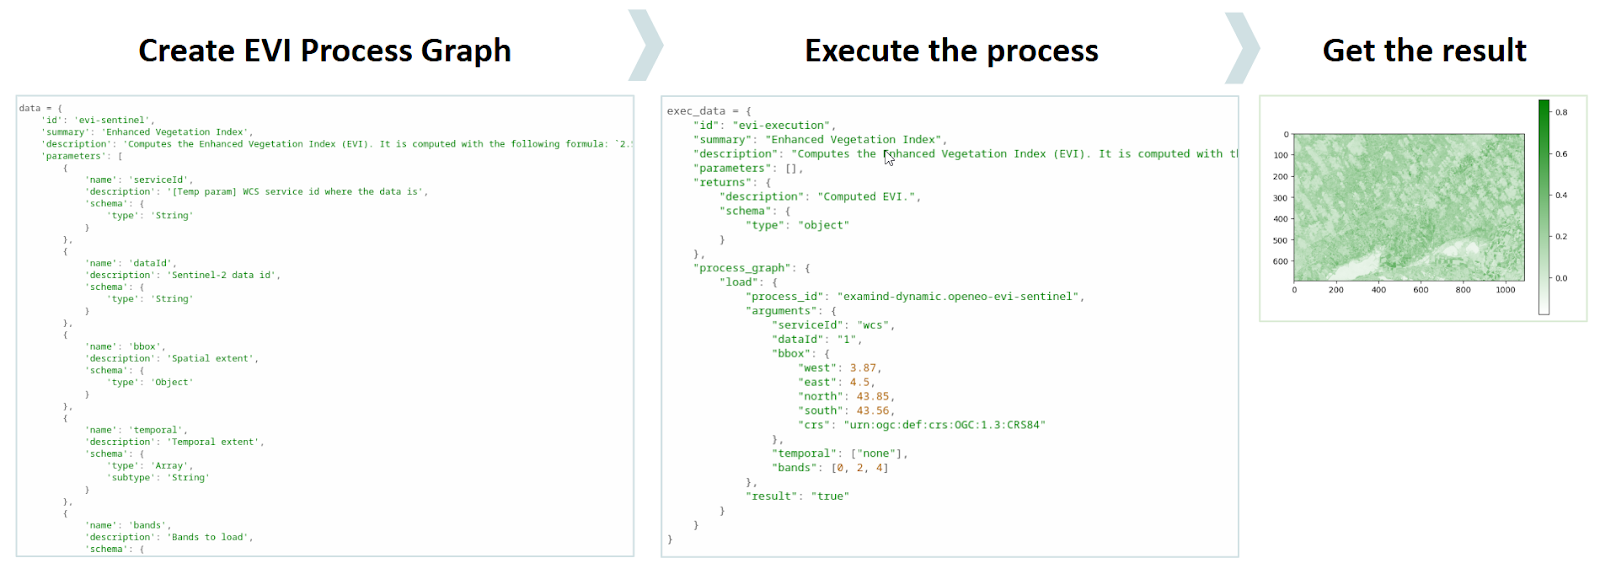 Create EVI Process Graph
Execute the process
Get the result
data = {
'id': 'evi-sentinel',
'summary': 'Enhanced Vegetation Index',
'description': 'Computes the Enhanced Vegetation Index (EVI). It is computed with the following formula: `2.5
'parameters': [
{
'name': 'serviceId',
'description': '[Temp param] WCS service id where the data is',
'schema': {
'type': 'String'
}
},
{
'name': 'dataId',
'description': 'Sentinel-2 data id',
'schema': {
'type': 'String'
}
},
{
'name': 'bbox',
'description': 'Spatial extent',
'schema': {
'type': 'Object'
}
},
{
'name': 'temporal',
'description': 'Temporal extent',
'schema': {
'type': 'Array',
'subtype': 'String'
}
},
{
'name': 'bands',
'description': 'Bands to load',
'schema': {
exec_data = {
"id": "evi-execution",
"summary": "Enhanced Vegetation Index",
"description": "Computes the Enhanced Vegetation Index (EVI). It is computed with th
"parameters": [],
"returns": {
"description": "Computed EVI.",
"schema": {
"type": "object"
}
},
"process_graph": {
"load": {
"process_id": "examind-dynamic.openeo-evi-sentinel",
"arguments": {
"serviceId": "wcs",
"dataId": "1",
"bbox": {
"west": 3.87,
"east": 4.5,
"north": 43.85,
"south": 43.56,
"crs": "urn:ogc:def:crs:OGC:1.3:CRS84"
},
"temporal": ["none"],
"bands": [0, 2, 4]
},
"result": "true"
}
}
}
0
100
200
300
400
500
600
0 200 400 600 800 1000
0.8
0.6
0.4
0.2
0.0